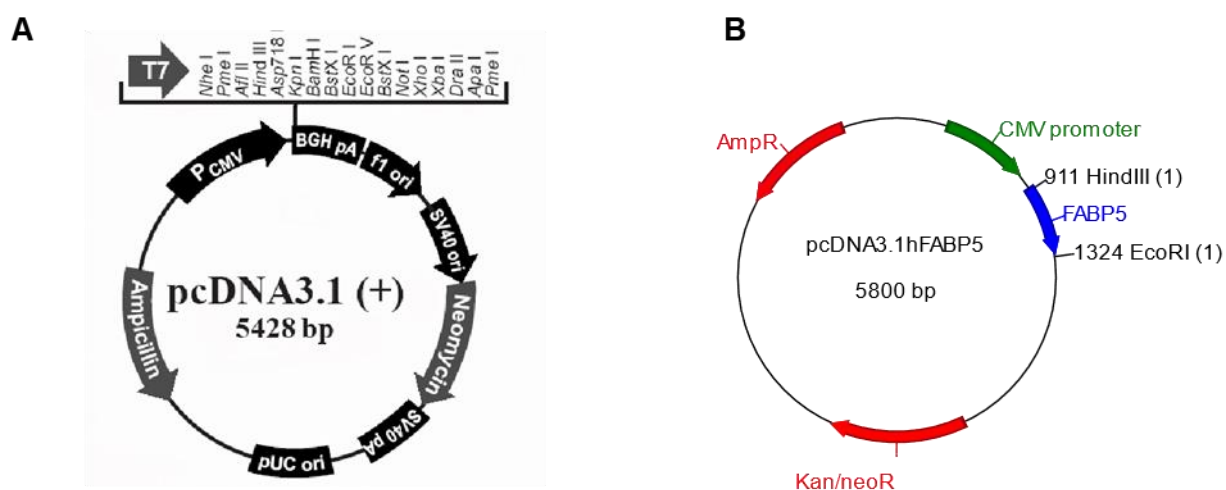 A
T7
Nhe I
Pme I
Afl II
Hind III
Asp718 I
Kpn I
BamH I
BstX I
EcoR I
EcoR V
BstX I
Not I
Xho I
Xba I
Dra II
Apa I
Pme I
P CMV
BGH pA
f1 ori
SV40 ori
Neomycin
SV40 pA
pUC ori
Ampicillin
pcDNA3.1 (+)
5428 bp
B
AmpR
CMV promoter
911 HindIII (1)
FABP5
1324 EcoRI (1)
pcDNA3.1hFABP5
5800 bp
Kan/neoR